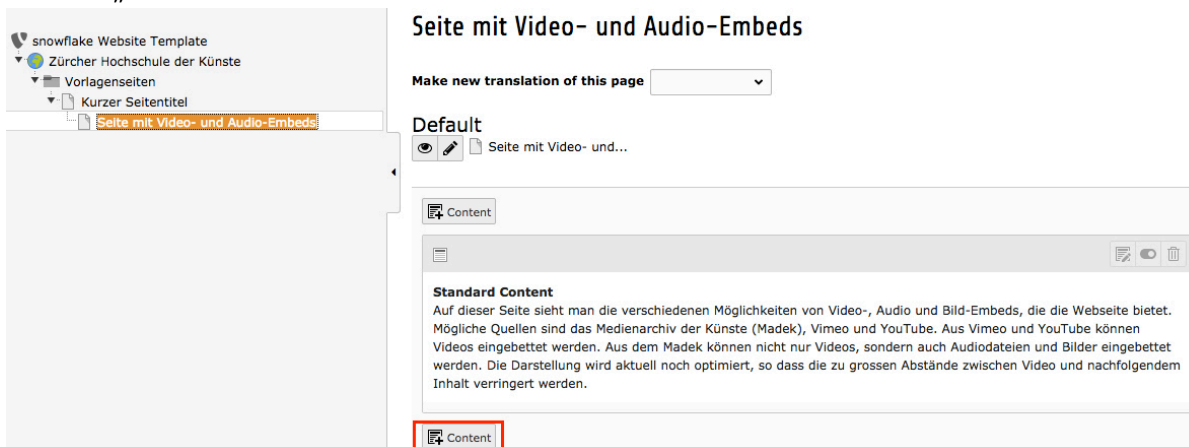 „
snowflake Website Template
Zürcher Hochschule der Künste
Vorlagenseiten
Kurzer Seitentitel
Seite mit Video- und Audio-Embeds
Seite mit Video- und Audio-Embeds
Make new translation of this page
Default
Seite mit Video- und...
Content
Standard Content
Auf dieser Seite sieht man die verschiedenen Möglichkeiten von Video-, Audio und Bild-Embeds, die die Webseite bietet.
Mögliche Quellen sind das Medienarchiv der Künste (Madek), Vimeo und YouTube. Aus Vimeo und YouTube können
Videos eingebettet werden. Aus dem Madek können nicht nur Videos, sondern auch Audiodateien und Bilder eingebettet
werden. Die Darstellung wird aktuell noch optimiert, so dass die zu grossen Abstände zwischen Video und nachfolgendem
Inhalt verringert werden.
Content